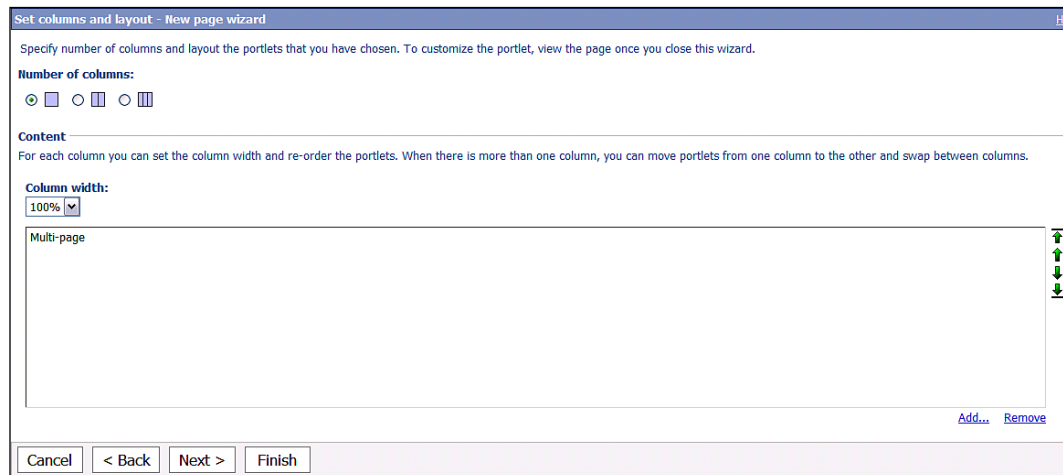 Set columns and layout - New page wizard
Specify number of columns and layout the portlets that you have chosen. To customize the portlet, view the page once you close this wizard.
Number of columns:
Content
For each column you can set the column width and re-order the portlets. When there is more than one column, you can move portlets from one column to the other and swap between columns.
Column width:
100%
Multi-page
Add... Remove
Cancel < Back Next > Finish